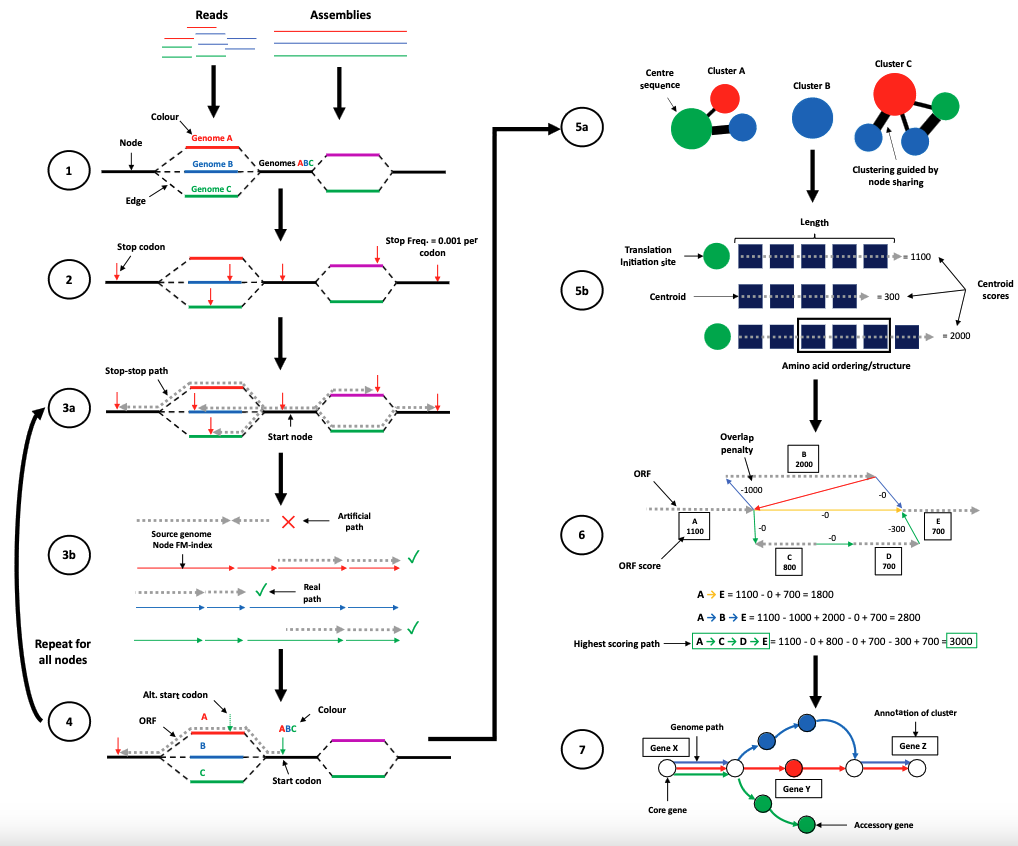 Reads
Assemblies
Colour
Genome A
Node
Genome B
Genomes ABC
1
Genome C
Edge
Stop codon
Stop Freq. = 0.001 per
codon
2
Stop-stop path
3a
Start node
Artificial
path
Source genome
Node FM-index
3b
Real
path
Repeat for
all nodes
Alt. start codon
ORF
A
Colour
ABC
4
B
C
Start codon
Centre
sequence
Cluster A
Cluster B
Cluster C
5a
Clustering guided by
node sharing
Length
Translation
Initiation site
= 1100
5b
Centroid
= 300
Centroid
scores
= 2000
Amino acid ordering/structure
Overlap
penalty
B
2000
ORF
-1000
-0
A
1100
-0
E
700
6
-0
-300
-0
ORF score
C
800
D
700
A → E = 1100 - 0 + 700 = 1800
A → B → E = 1100 - 1000 + 2000 - 0 + 700 = 2800
Highest scoring path
A → C → D → E = 1100 - 0 + 800 - 0 + 700 - 300 + 700 = 3000
Genome path
Annotation of cluster
7
Gene X
Gene Z
Gene Y
Core gene
Accessory gene